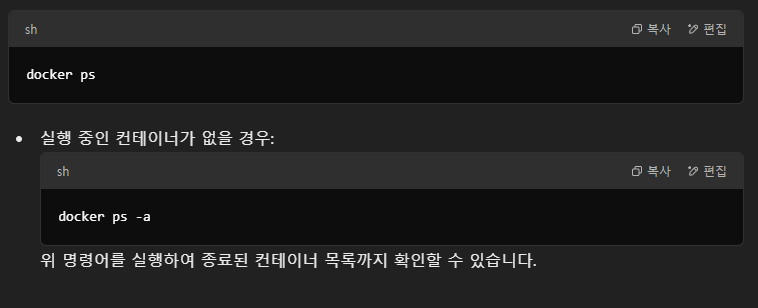 sh 복사 편집
docker ps
실행 중인 컨테이너가 없을 경우:
sh 복사 편집
docker ps -a
위 명령어를 실행하여 종료된 컨테이너 목록까지 확인할 수 있습니다.